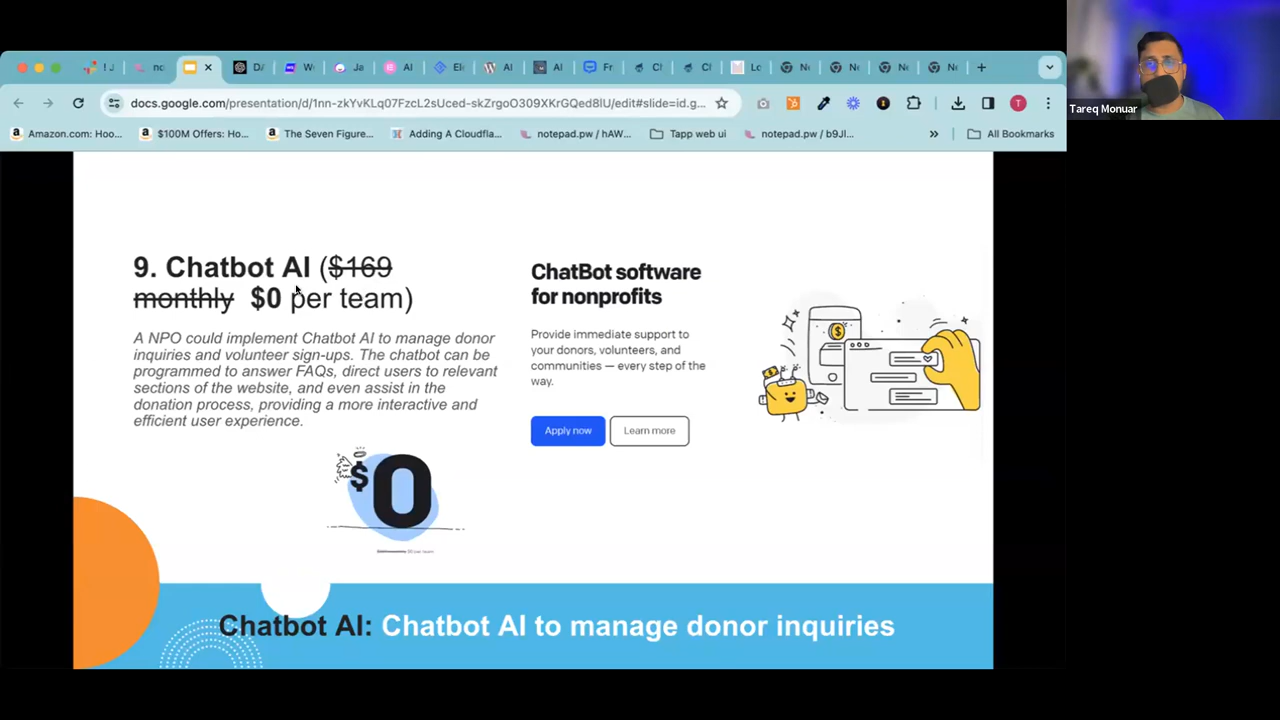 docs.google.com/presentation/d/1nn-zkYvKLq07FzcL2sUced-skZrgoO309XKrGQed8lU/edit#slide=id.g...
Amazon.com: Hoo...
$100M Offers: Ho...
The Seven Figure...
Adding A Cloudfla...
notepad.pw / hAW...
Tapp web ui
notepad.pw / b9Jl...
All Bookmarks
Tareq Monuar
9. Chatbot AI ($169
monthly $0 per team)
A NPO could implement Chatbot AI to manage donor
inquiries and volunteer sign-ups. The chatbot can be
programmed to answer FAQs, direct users to relevant
sections of the website, and even assist in the
donation process, providing a more interactive and
efficient user experience.
$0
ChatBot software
for nonprofits
Provide immediate support to
your donors, volunteers, and
communities — every step of the
way.
Apply now
Learn more
Chatbot AI: Chatbot AI to manage donor inquiries